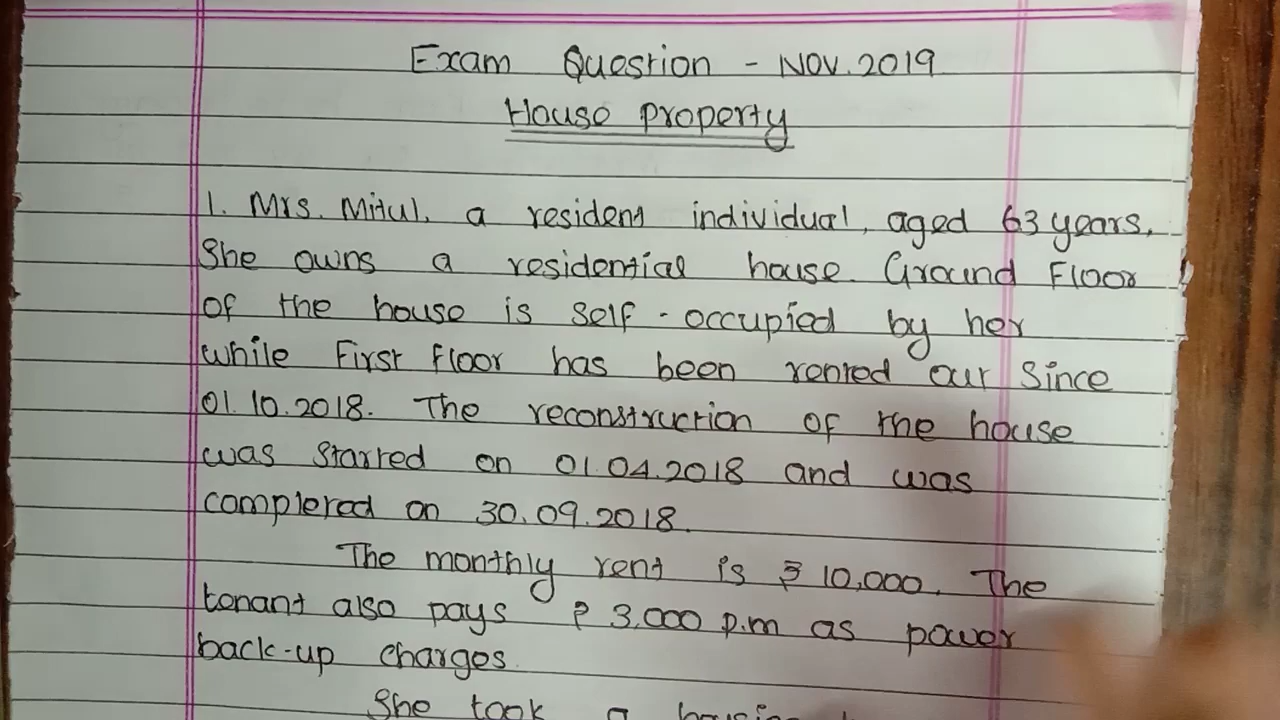 Exam Question - Nov.2019
House property
1. Mrs. Mitul, a resident individual, aged 63 years,
She owns a residential house. Ground Floor
of the house is self-occupied by her
while First Floor has been rented out since
01.10.2018. The reconstruction of the house
was started on 01.04.2018 and was
completed on 30.09.2018.
The monthly rent is ₹ 10,000. The
tenant also pays ₹ 3,000 p.m as power
back-up charges.
She took a